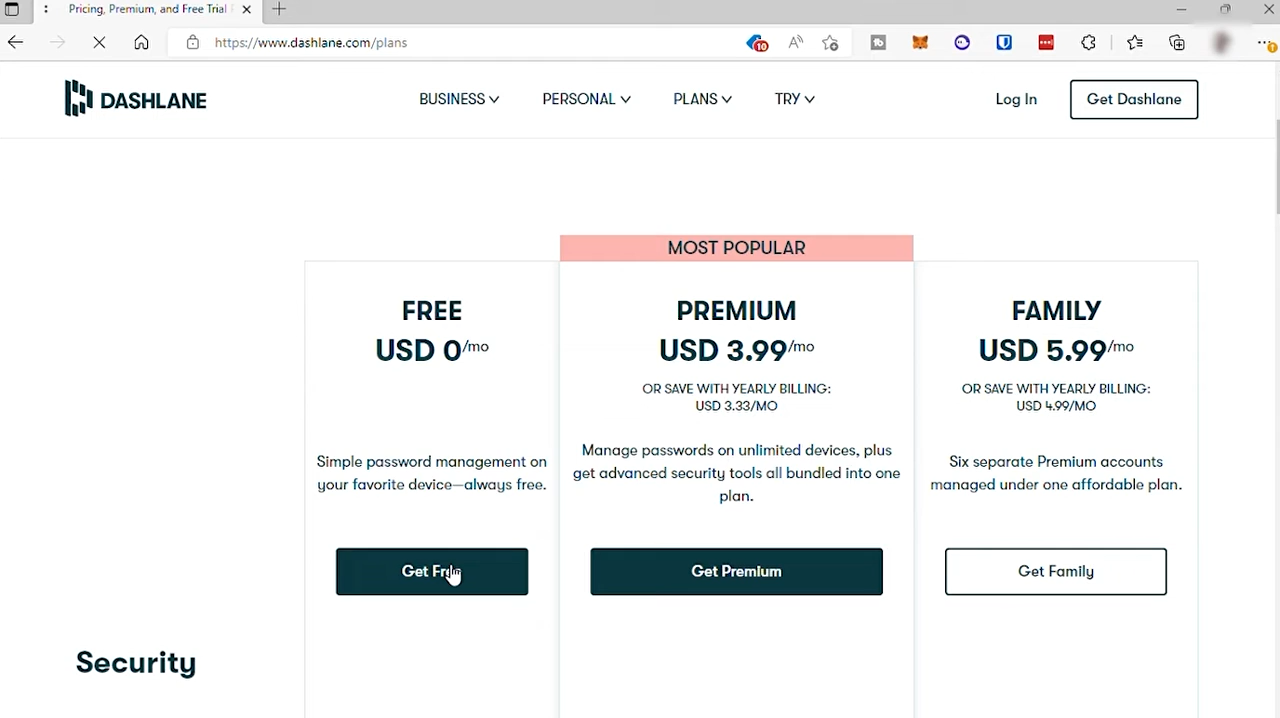 Pricing, Premium, and Free Trial
https://www.dashlane.com/plans
10
DASHLANE
BUSINESS
PERSONAL
PLANS
TRY
Log In
Get Dashlane
MOST POPULAR
FREE
USD 0/mo
Simple password management on
your favorite device—always free.
Get Free
PREMIUM
USD 3.99/mo
OR SAVE WITH YEARLY BILLING:
USD 3.33/MO
Manage passwords on unlimited devices, plus
get advanced security tools all bundled into one
plan.
Get Premium
FAMILY
USD 5.99/mo
OR SAVE WITH YEARLY BILLING:
USD 4.99/MO
Six separate Premium accounts
managed under one affordable plan.
Get Family
Security